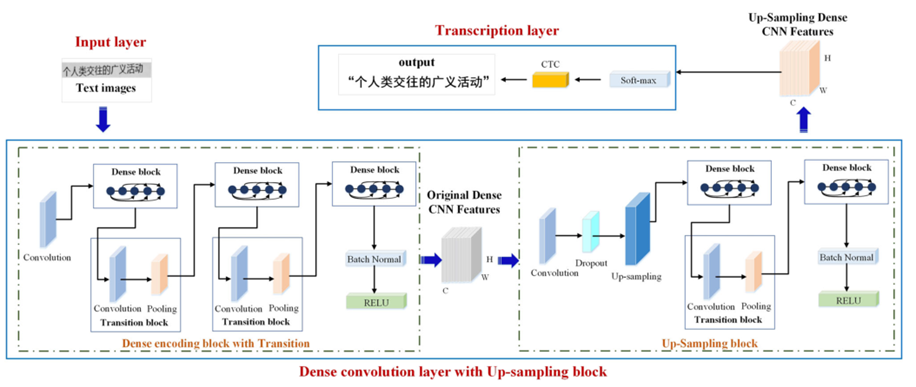 Input layer
个人类交往的广义活动
Text images
Transcription layer
output
“个人类交往的广义活动”
CTC
Soft-max
Up-Sampling Dense
CNN Features
H
W
C
Dense block
Dense block
Dense block
Convolution
Convolution
Pooling
Transition block
Convolution
Pooling
Transition block
Batch Normal
RELU
Dense encoding block with Transition
Original Dense
CNN Features
H
W
C
Convolution
Dropout
Up-sampling
Dense block
Dense block
Convolution
Pooling
Transition block
Batch Normal
RELU
Up-Sampling block
Dense convolution layer with Up-sampling block